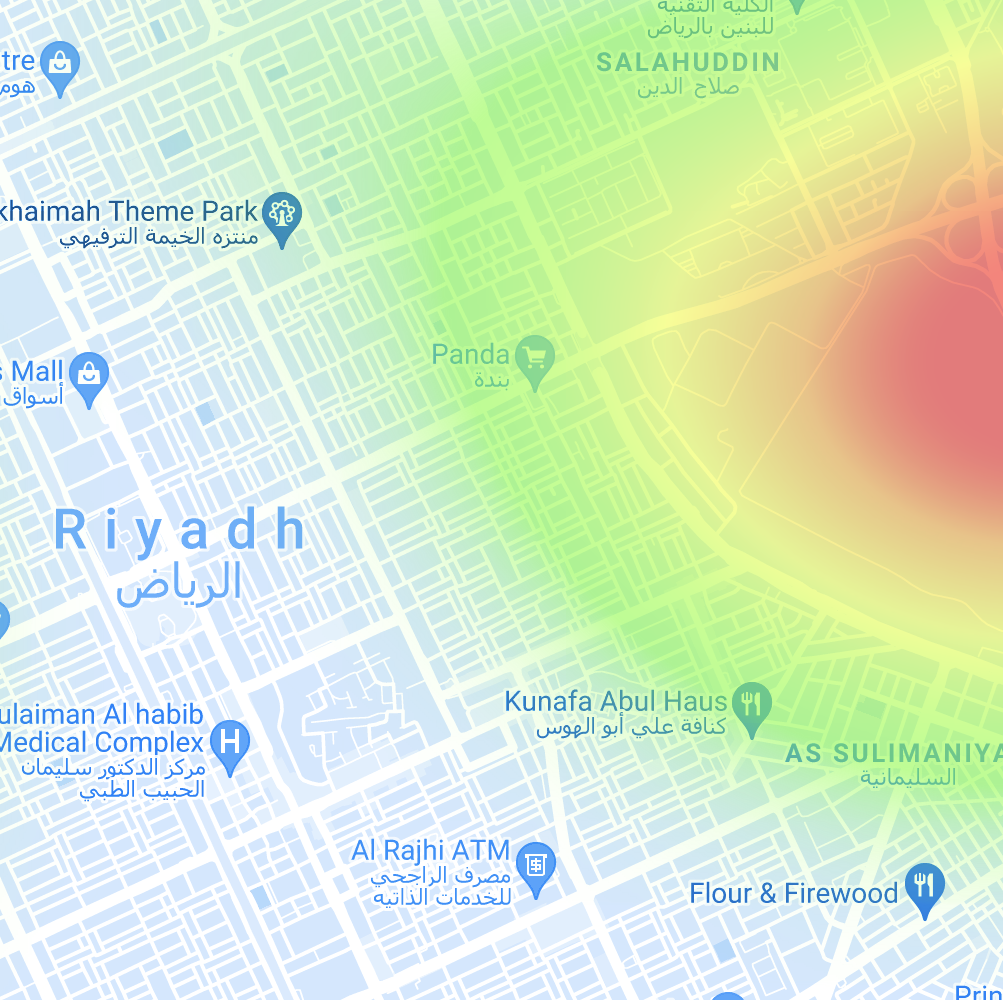 الكلية التقنية
للبنين بالرياض
SALAHUDDIN
صلاح الدين
tre
هوم
khaimah Theme Park
منتزه الخيمة الترفيهي
Panda
بندة
s Mall
أسواق
Riyadh
الرياض
Kunafa Abul Haus
كنافة علي أبو الهوس
ulaiman Al habib
Medical Complex
مركز الدكتور سليمان
الحبيب الطبي
AS SULIMANIYA
السليمانية
Al Rajhi ATM
مصرف الراجحي
للخدمات الذاتيه
Flour & Firewood
Prin